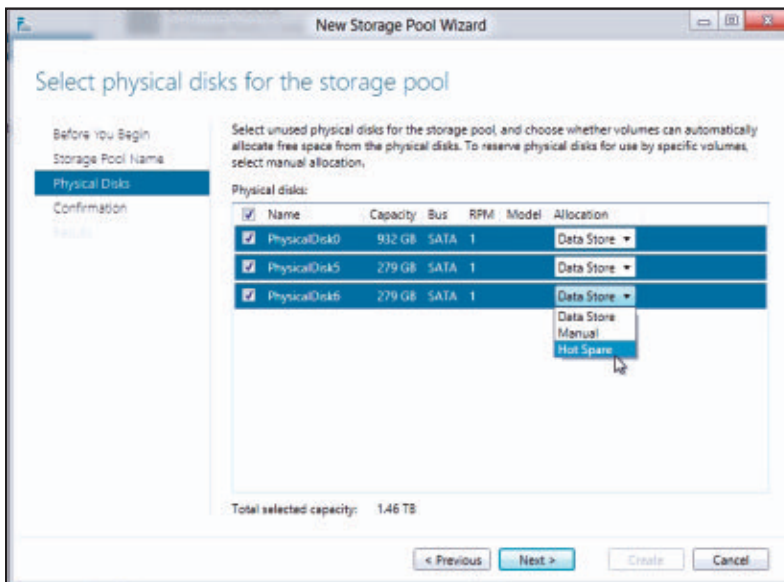 New Storage Pool Wizard
Select physical disks for the storage pool
Before You Begin
Storage Pool Name
Physical Disks
Confirmation
Results
Select unused physical disks for the storage pool, and choose whether volumes can automatically
allocate free space from the physical disks. To reserve physical disks for use by specific volumes,
select manual allocation.
Physical disks:
Name Capacity Bus RPM Model Allocation
PhysicalDisk0 932 GB SATA 1 Data Store
PhysicalDisk5 279 GB SATA 1 Data Store
PhysicalDisk6 279 GB SATA 1 Data Store
Data Store
Manual
Hot Spare
Total selected capacity: 1.46 TB
< Previous Next > Create Cancel